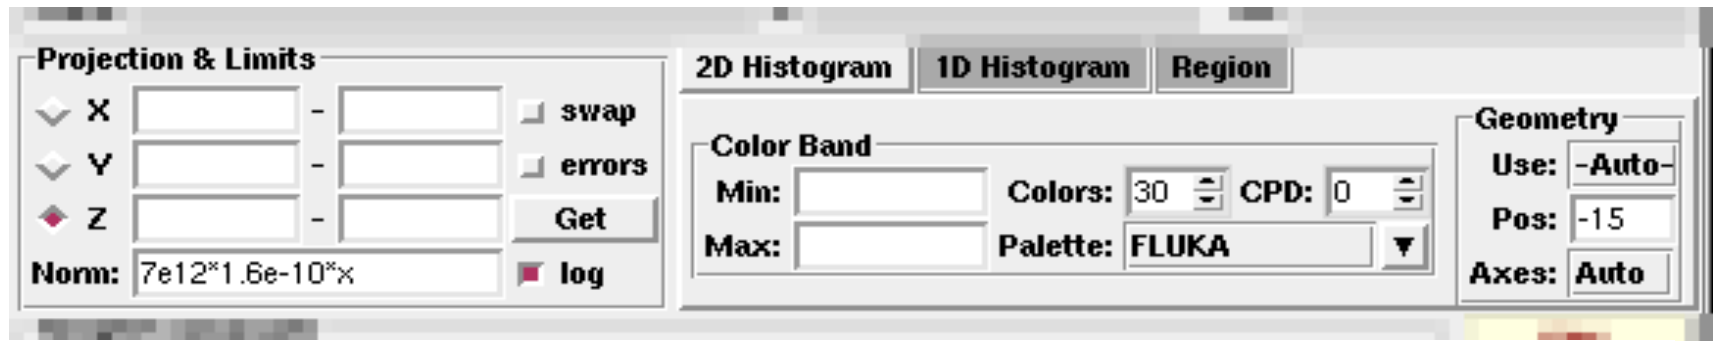 Projection & Limits
X - swap
Y - errors
Z - Get
Norm: 7e12*1.6e-10*x log
2D Histogram 1D Histogram Region
Color Band
Min: Colors: 30 CPD: 0
Max: Palette: FLUKA
Geometry
Use: -Auto-
Pos: -15
Axes: Auto